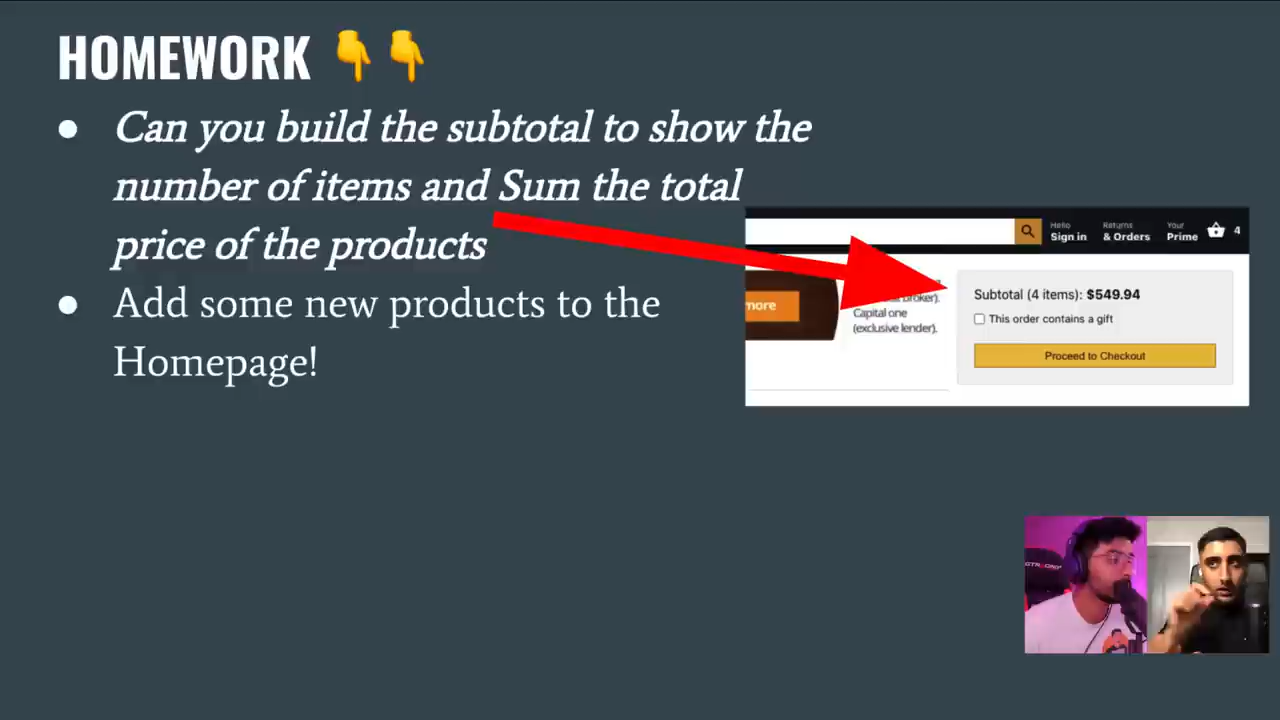 HOMEWORK 👇👇
● Can you build the subtotal to show the
number of items and Sum the total
price of the products
● Add some new products to the
Homepage!
Hello
Sign in
Returns
& Orders
Your
Prime
4
more
broker).
Capital one
(exclusive lender).
Subtotal (4 items): $549.94
This order contains a gift
Proceed to Checkout